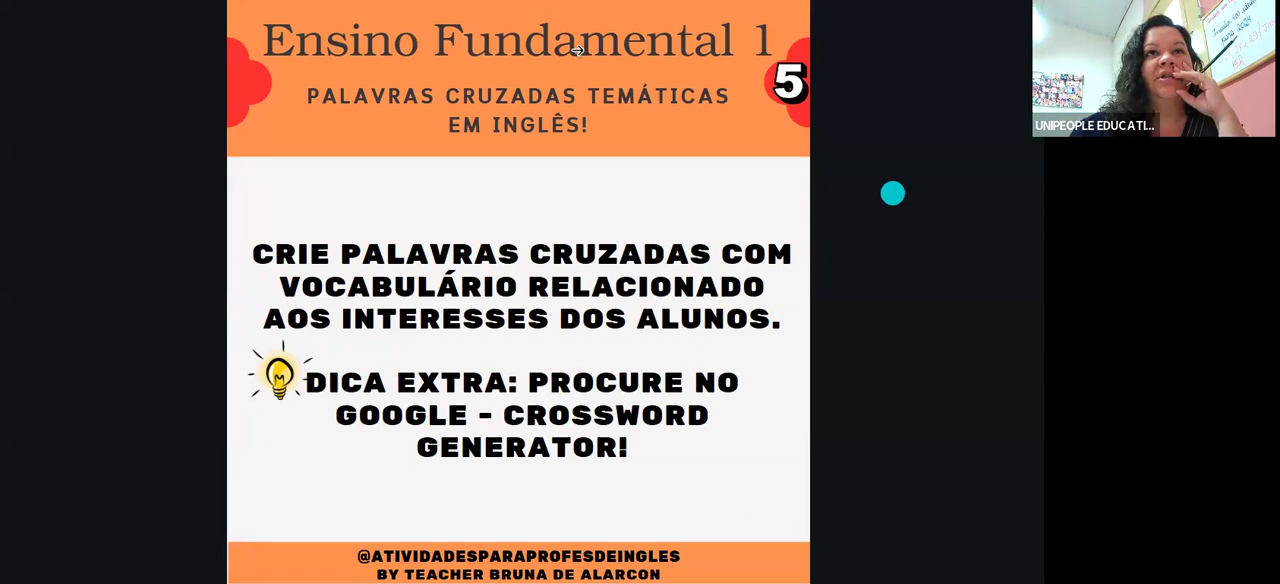 Ensino Fundamental 1
PALAVRAS CRUZADAS TEMÁTICAS
EM INGLÊS!
5
CRIE PALAVRAS CRUZADAS COM
VOCABULÁRIO RELACIONADO
AOS INTERESSES DOS ALUNOS.
DICA EXTRA: PROCURE NO
GOOGLE - CROSSWORD
GENERATOR!
@ATIVIDADESPARAPROFESDEINGLES
BY TEACHER BRUNA DE ALARCON
UNIPEOPLE EDUCATI...
2024